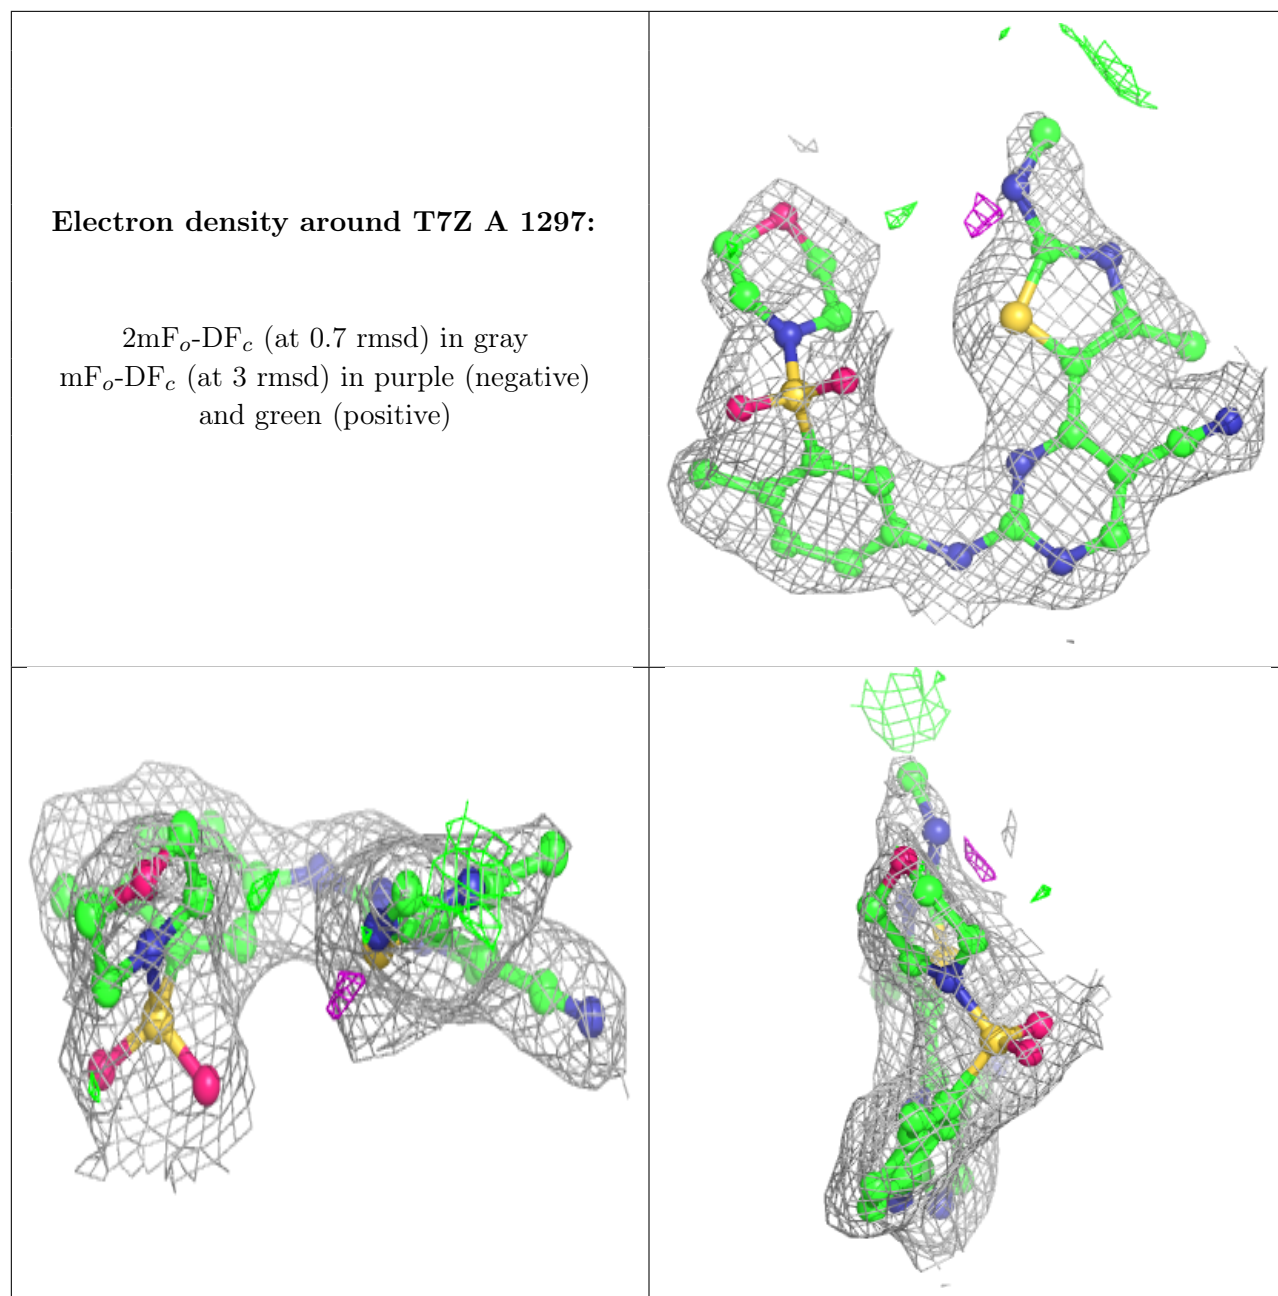 Electron density around T7Z A 1297:
2mFo-DFc (at 0.7 rmsd) in gray
mFo-DFc (at 3 rmsd) in purple (negative)
and green (positive)